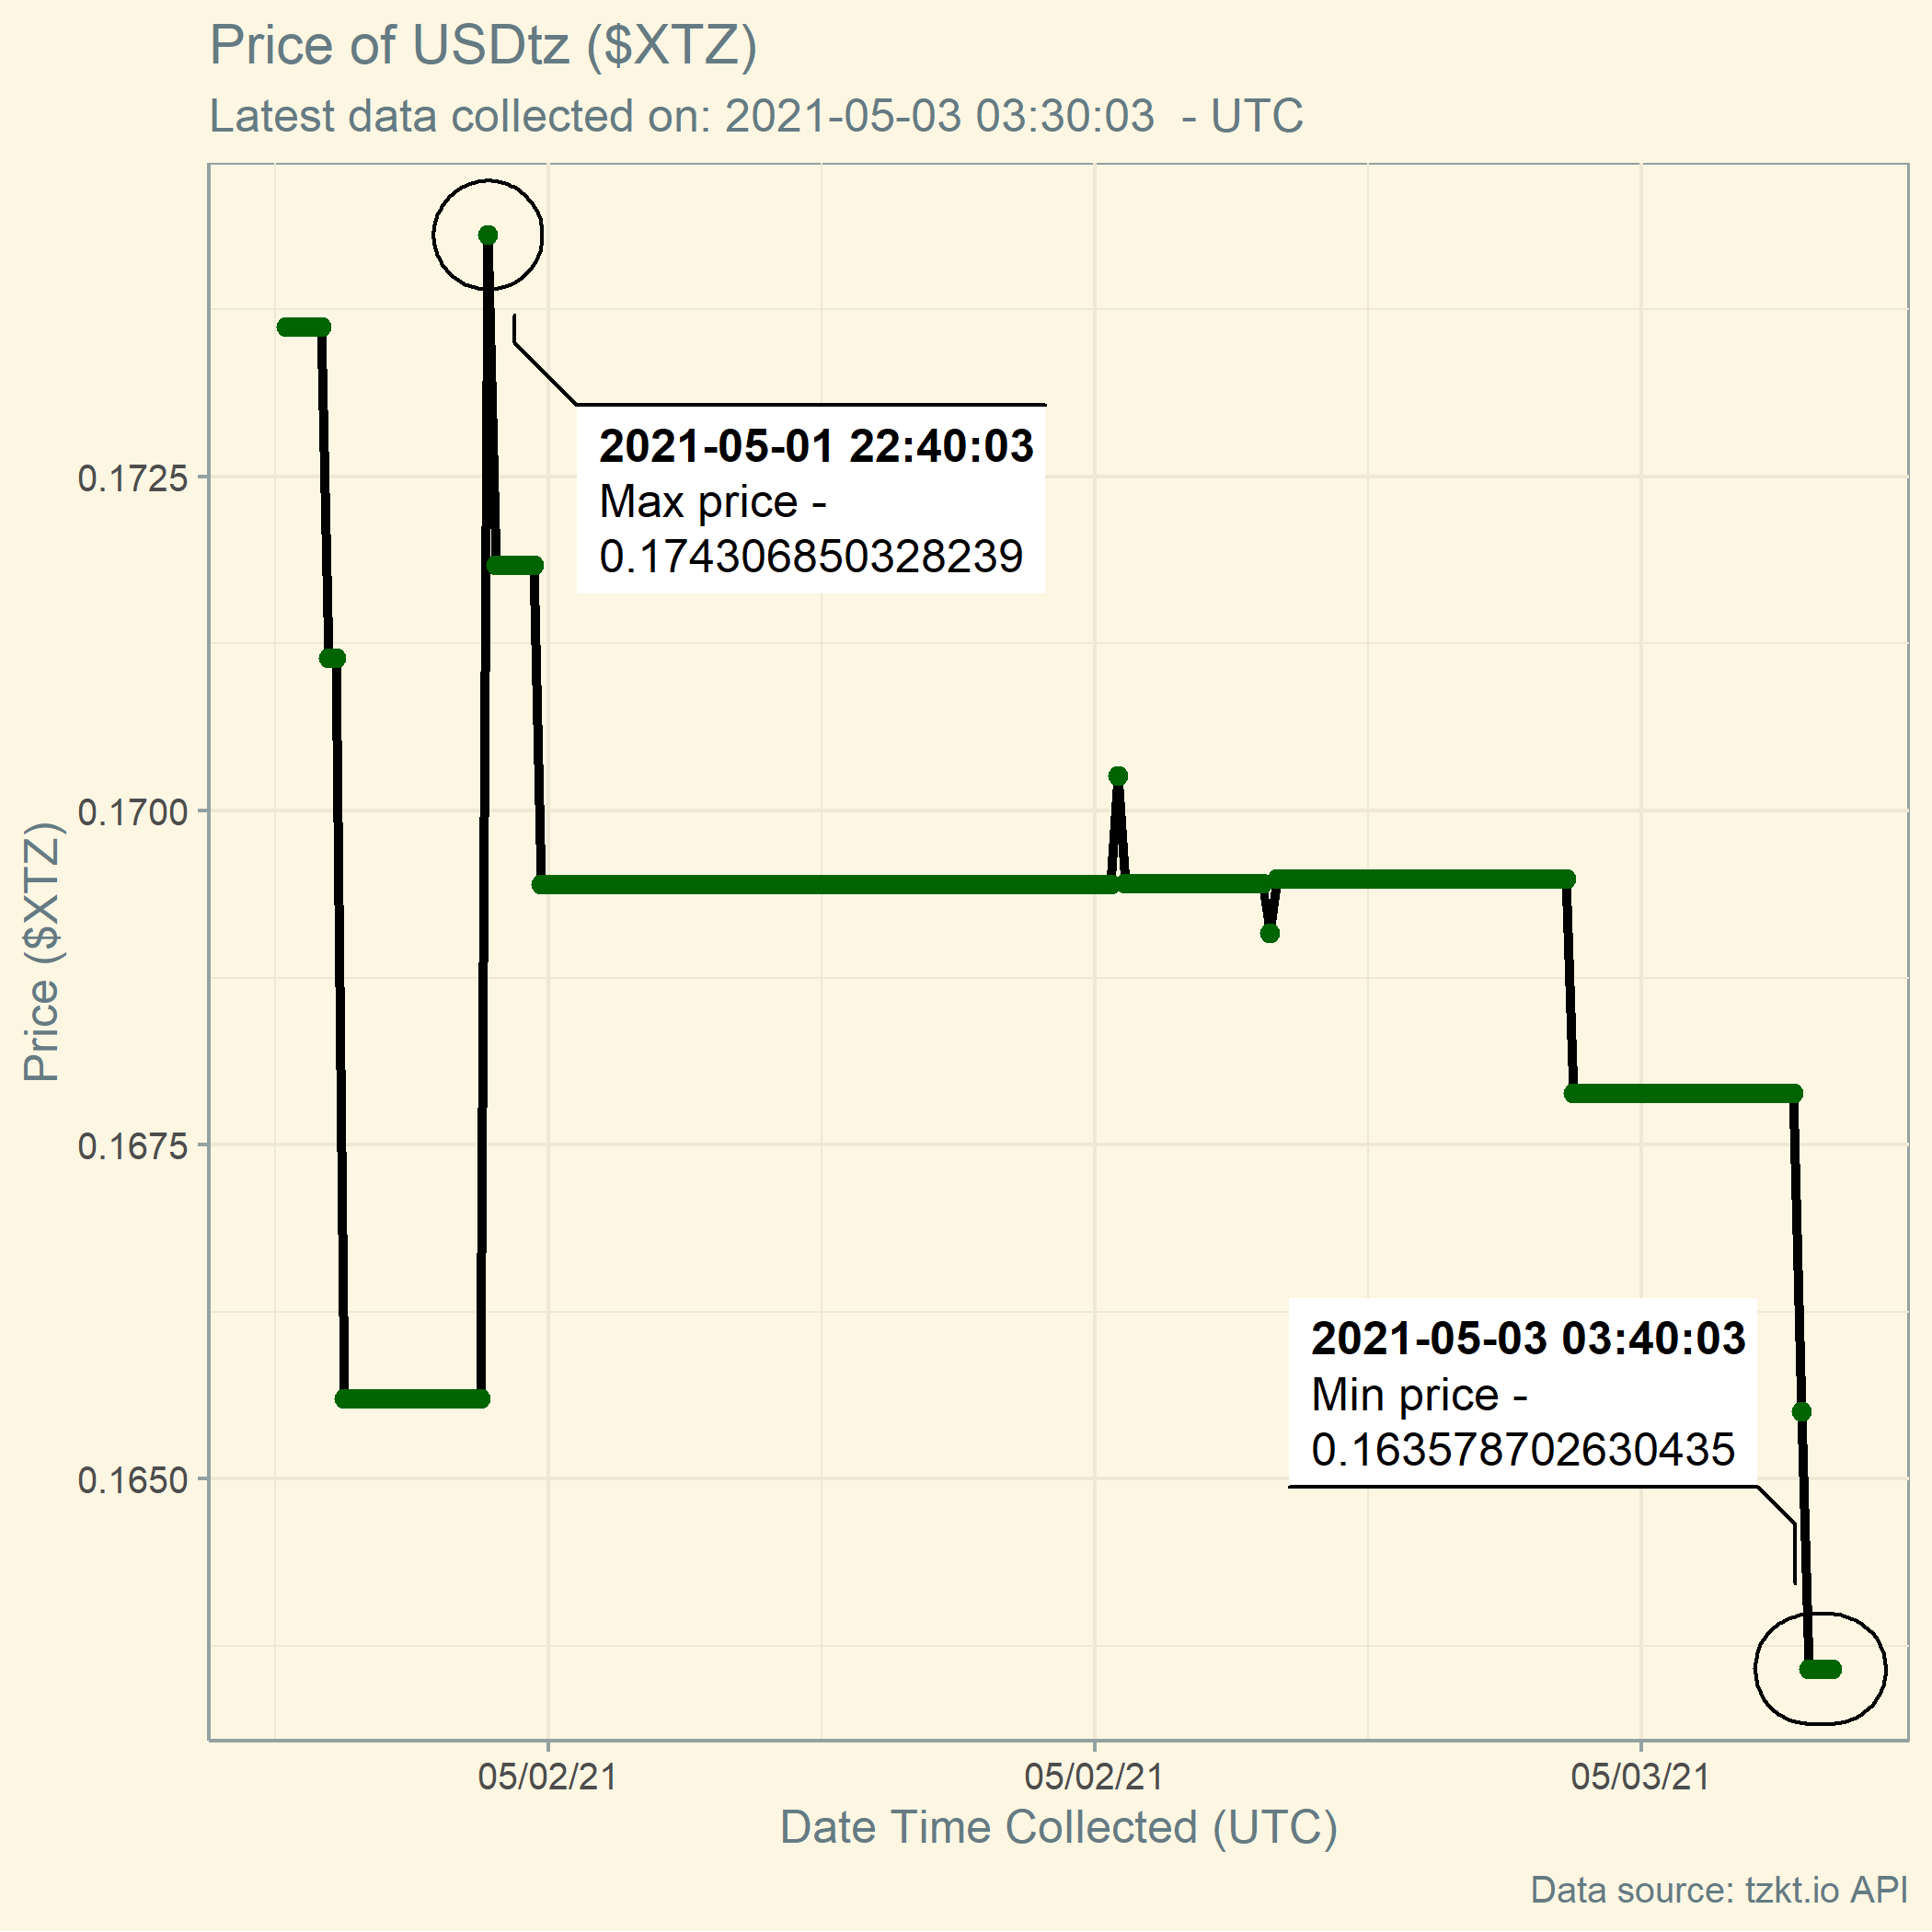 Price of USDtz ($XTZ)
Latest data collected on: 2021-05-03 03:30:03  - UTC
2021-05-01 22:40:03
Max price -
0.174306850328239
0.1725
0.1700
0.1675
0.1650
Price ($XTZ)
2021-05-03 03:40:03
Min price -
0.163578702630435
05/02/21
05/02/21
05/03/21
Date Time Collected (UTC)
Data source: tzkt.io API